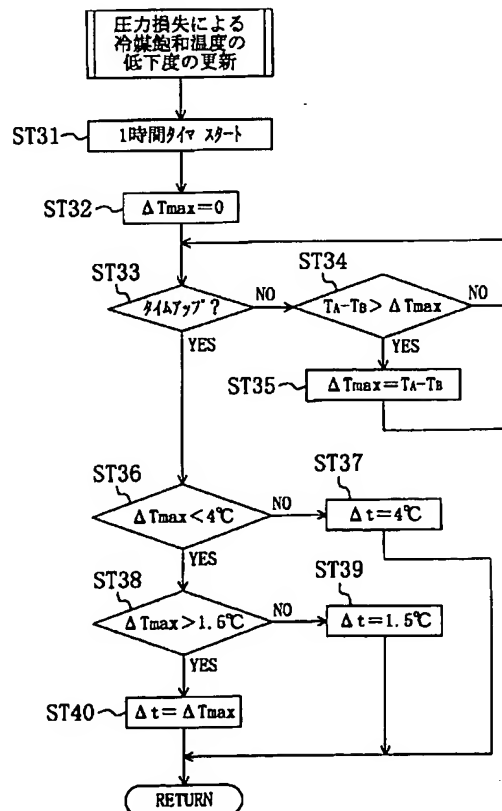 圧力損失による
冷媒飽和温度の
低下度の更新
ST31
1時間タイマ スタート
ST32
ΔTmax=0
ST33
タイムアップ?
NO
YES
ST34
TA-TB>ΔTmax
NO
YES
ST35
ΔTmax=TA-TB
ST36
ΔTmax<4℃
NO
YES
ST37
Δt=4℃
ST38
ΔTmax>1.5℃
NO
YES
ST39
Δt=1.5℃
ST40
Δt=ΔTmax
RETURN